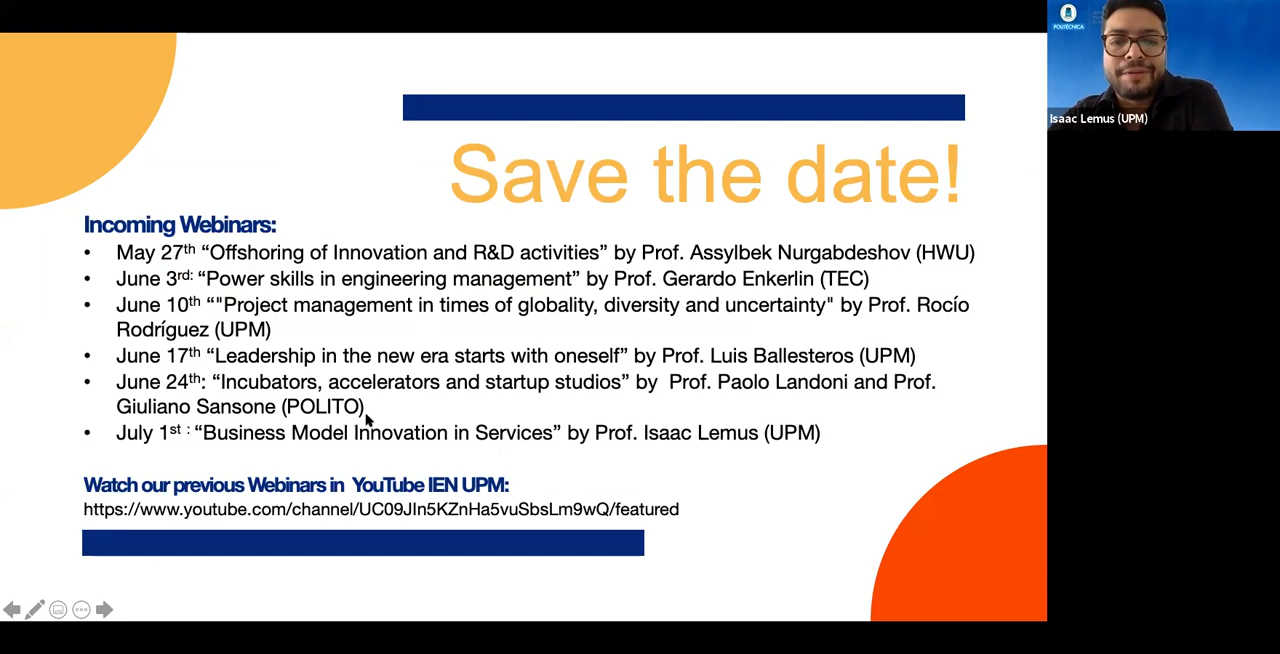 POLITÉCNICA
Isaac Lemus (UPM)
Save the date!
Incoming Webinars:
• May 27th “Offshoring of Innovation and R&D activities” by Prof. Assylbek Nurgabdeshov (HWU)
• June 3rd: “Power skills in engineering management” by Prof. Gerardo Enkerlin (TEC)
• June 10th “"Project management in times of globality, diversity and uncertainty" by Prof. Rocío
Rodríguez (UPM)
• June 17th “Leadership in the new era starts with oneself” by Prof. Luis Ballesteros (UPM)
• June 24th: “Incubators, accelerators and startup studios” by Prof. Paolo Landoni and Prof.
Giuliano Sansone (POLITO)
• July 1st : “Business Model Innovation in Services” by Prof. Isaac Lemus (UPM)
Watch our previous Webinars in YouTube IEN UPM:
https://www.youtube.com/channel/UC09JIn5KZnHa5vuSbsLm9wQ/featured